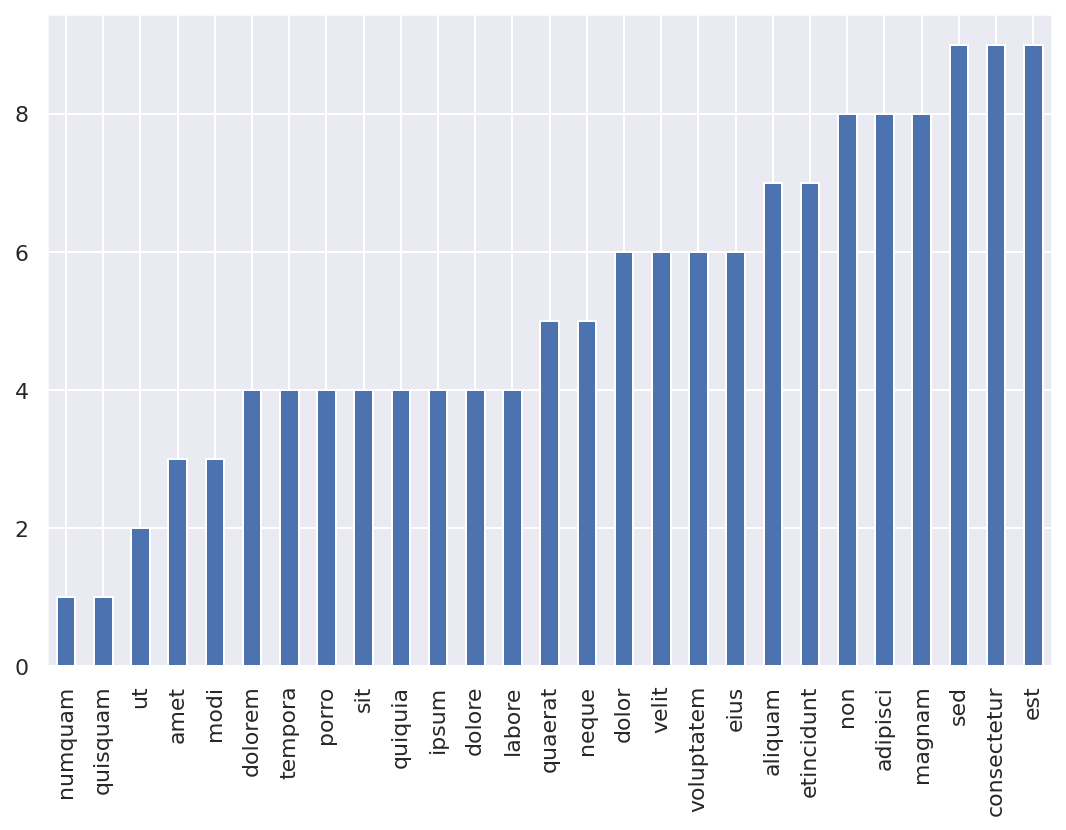 8
6
4
2
0
numquam
quisquam
ut
amet
modi
dolorem
tempora
porro
sit
quiquia
ipsum
dolore
labore
quaerat
neque
dolor
velit
voluptatem
eius
aliquam
etincidunt
non
adipisci
magnam
sed
consectetur
est